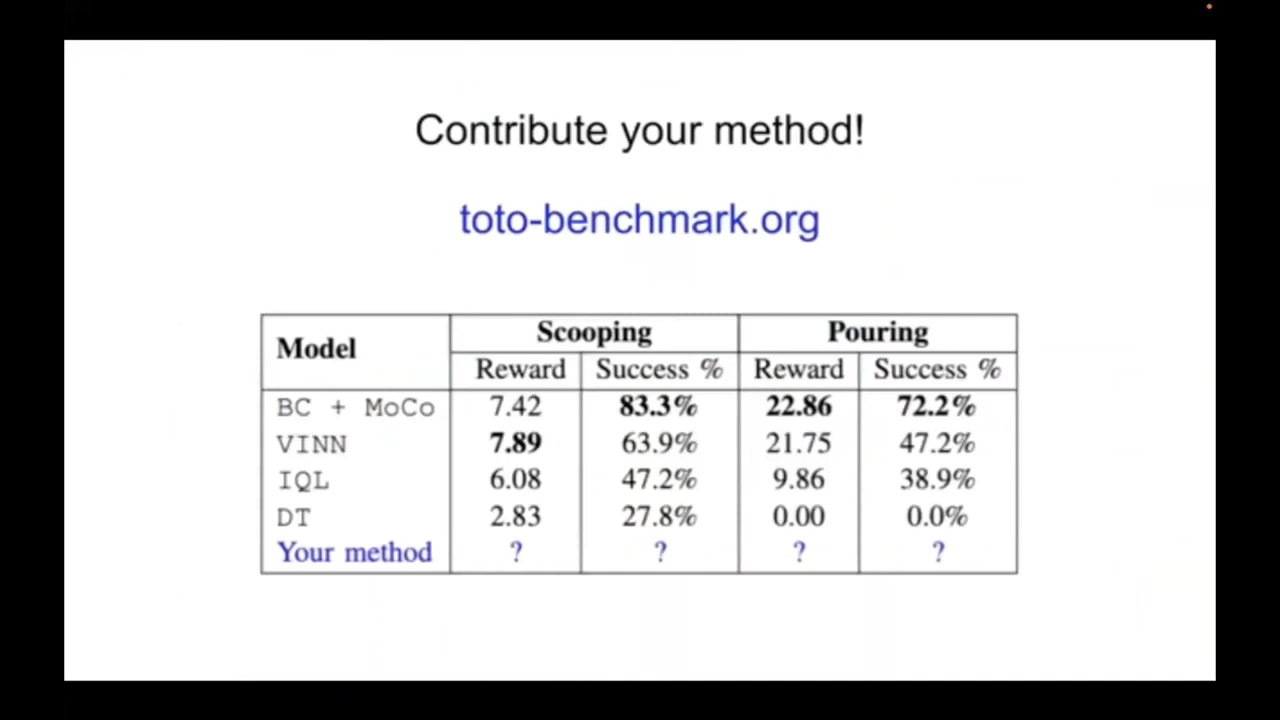 Contribute your method!
toto-benchmark.org
Model Scooping Pouring
Reward Success % Reward Success %
BC + MoCo 7.42 83.3% 22.86 72.2%
VINN 7.89 63.9% 21.75 47.2%
IQL 6.08 47.2% 9.86 38.9%
DT 2.83 27.8% 0.00 0.0%
Your method ? ? ? ?